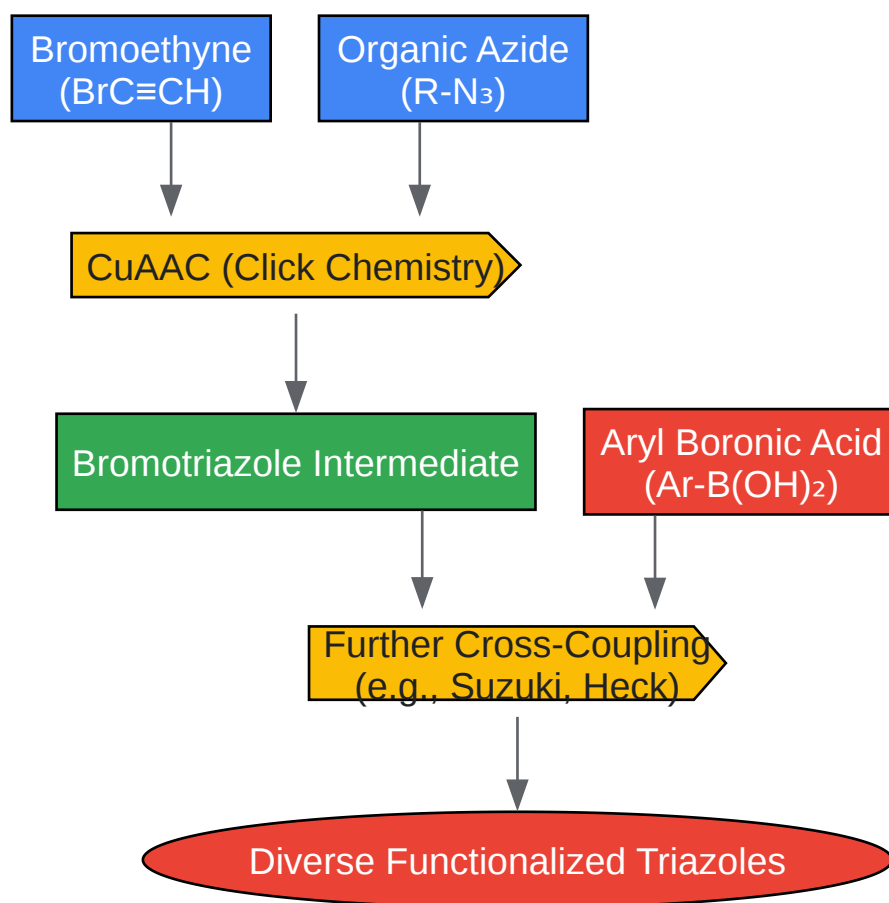 Bromoethyne
(BrC≡CH)
Organic Azide
(R-N₃)
CuAAC (Click Chemistry)
Bromotriazole Intermediate
Aryl Boronic Acid
(Ar-B(OH)₂)
Further Cross-Coupling
(e.g., Suzuki, Heck)
Diverse Functionalized Triazoles